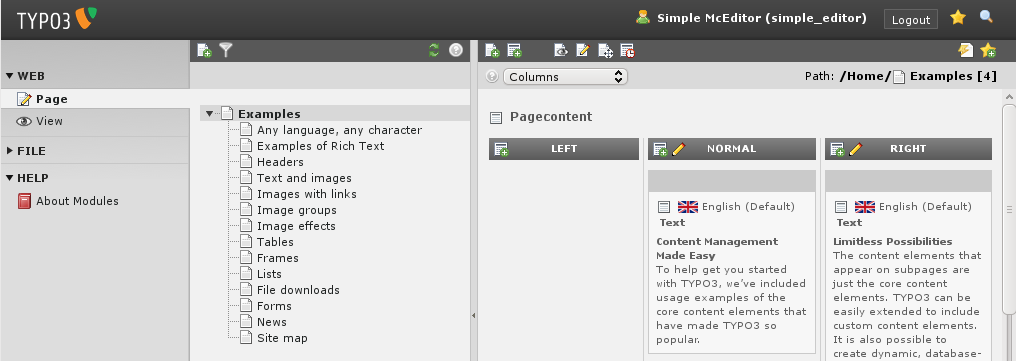 TYPO3
Simple McEditor (simple_editor)
Logout
WEB
Page
View
FILE
HELP
About Modules
Examples
Any language, any character
Examples of Rich Text
Headers
Text and images
Images with links
Image groups
Image effects
Tables
Frames
Lists
File downloads
Forms
News
Site map
Columns
Path: /Home/ Examples [4]
Pagecontent
LEFT
NORMAL
English (Default)
Text
Content Management
Made Easy
To help get you started
with TYPO3, we've included
usage examples of the
core content elements
that have made TYPO3 so
popular.
RIGHT
English (Default)
Text
Limitless Possibilities
The content elements that
appear on subpages are
just the core content
elements. TYPO3 can be
easily extended to include
custom content elements.
It is also possible to
create dynamic, database-